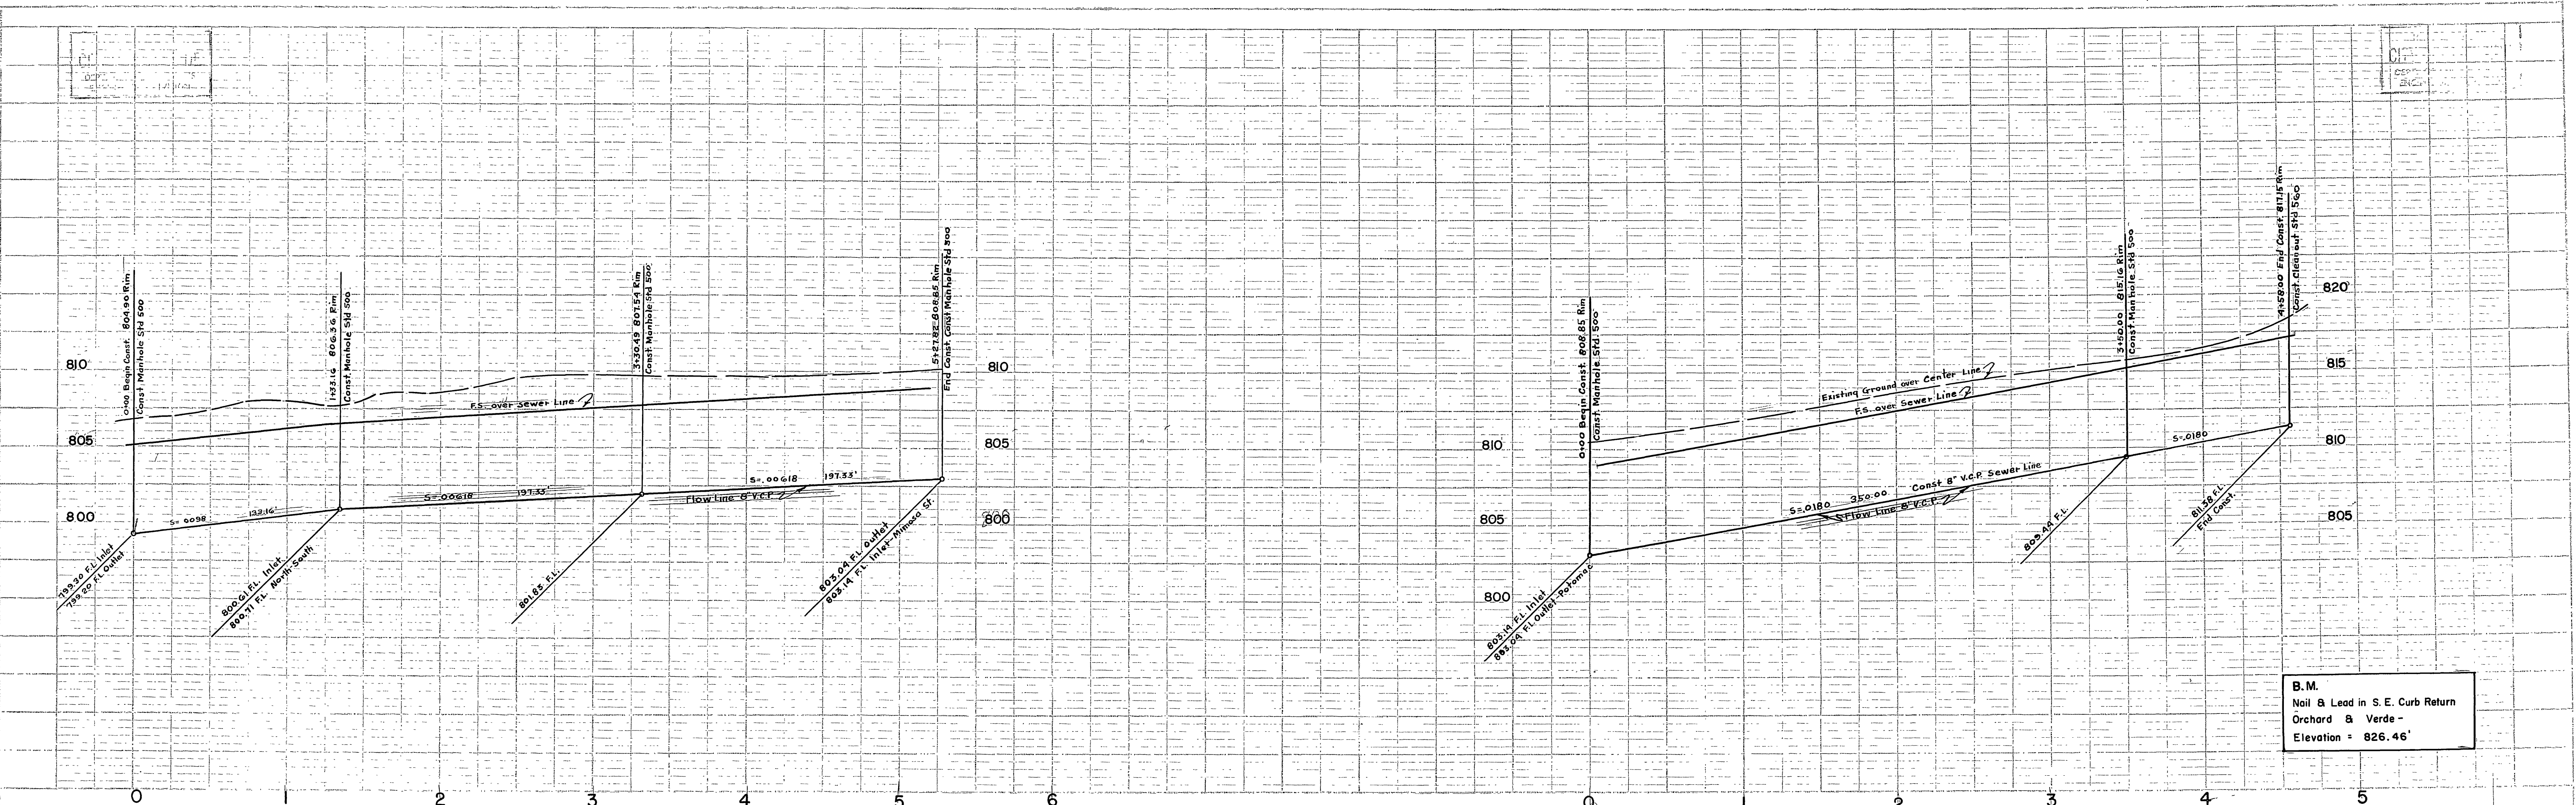 0+00 Begin Const. 804.90 Rim
Const. Manhole Std 500
1+33.16 806.36 Rim
Const. Manhole Std 500
3+30.49 807.54 Rim
Const. Manhole Std 500
5+27.82 808.85 Rim
End Const. Const Manhole Std 500
810
805
800
F.S. over Sewer Line
S=.0098 133.16'
S=.00618 197.33'
S=.00618 197.33'
Flow Line 8" V.C.P.
810
805
800
799.30 F.L. Inlet
799.20 F.L. Outlet
800.61 F.L. Inlet
800.71 F.L. North-South
801.83 F.L.
803.04 F.L. Outlet
803.14 F.L. Inlet-Mimosa St.
0
1
2
3
4
5
6
0+00 Begin Const. 808.85 Rim
Const. Manhole Std 500
3+50.00 815.16 Rim
Const. Manhole Std 500
4+58.00 End Const. 817.15 Rim
Const. Cleanout Std 560
810
805
800
Existing Ground over Center Line
F.S. over Sewer Line
S=.0180 350.00 Const 8" V.C.P. Sewer Line
Flow Line 8" V.C.P.
S=.0180
820
815
810
805
803.14 F.L. Inlet
803.04 F.L. Outlet-Potomac
809.44 F.L.
811.38 F.L.
End Const.
B.M.
Nail & Lead in S. E. Curb Return
Orchard & Verde -
Elevation = 826.46'
0
1
2
3
4
5